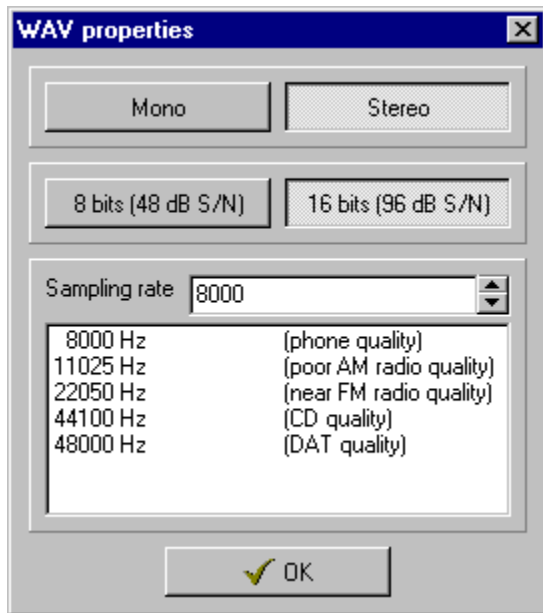 WAV properties
Mono Stereo
8 bits (48 dB S/N) 16 bits (96 dB S/N)
Sampling rate 8000
8000 Hz (phone quality)
11025 Hz (poor AM radio quality)
22050 Hz (near FM radio quality)
44100 Hz (CD quality)
48000 Hz (DAT quality)
OK